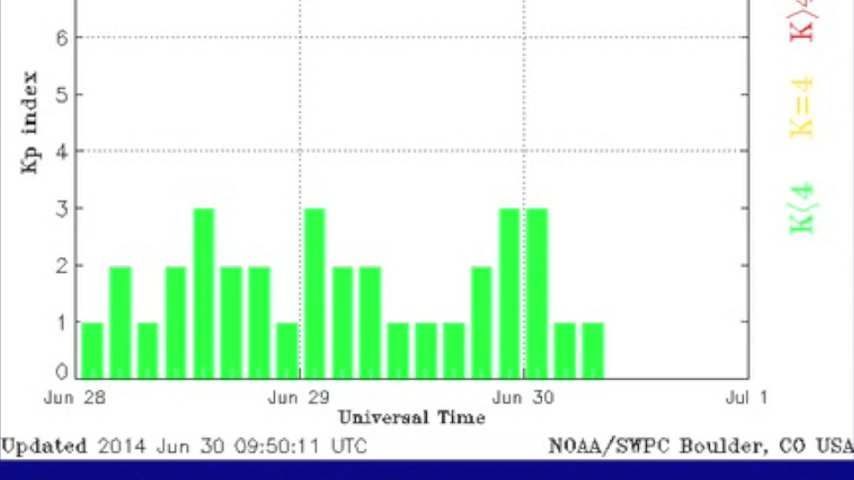 6
5
4
3
2
1
0
Kp index
Jun 28 Jun 29 Jun 30 Jul 1
Universal Time
Updated 2014 Jun 30 09:50:11 UTC
NOAA/SWPC Boulder, CO USA
K<4 K=4 K>4